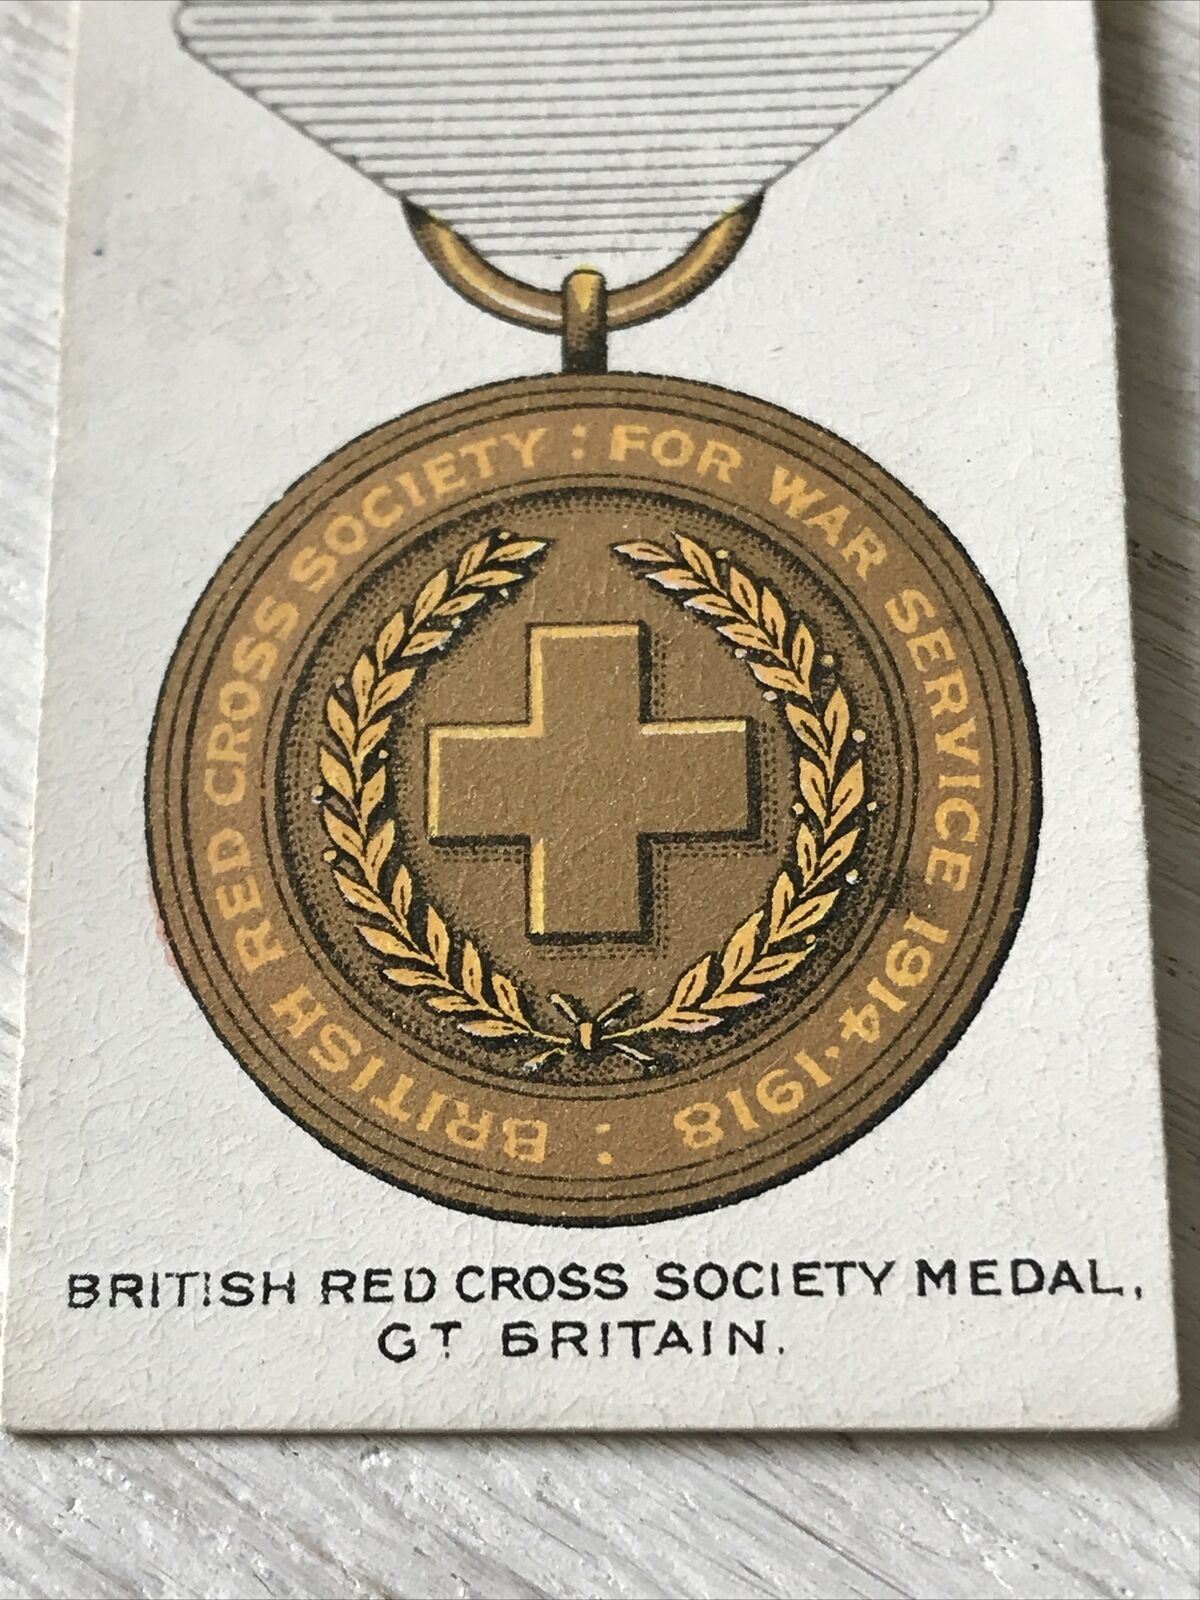 BRITISH RED CROSS SOCIETY : FOR WAR SERVICE 1914·1918 :
BRITISH RED CROSS SOCIETY MEDAL,
GT BRITAIN.